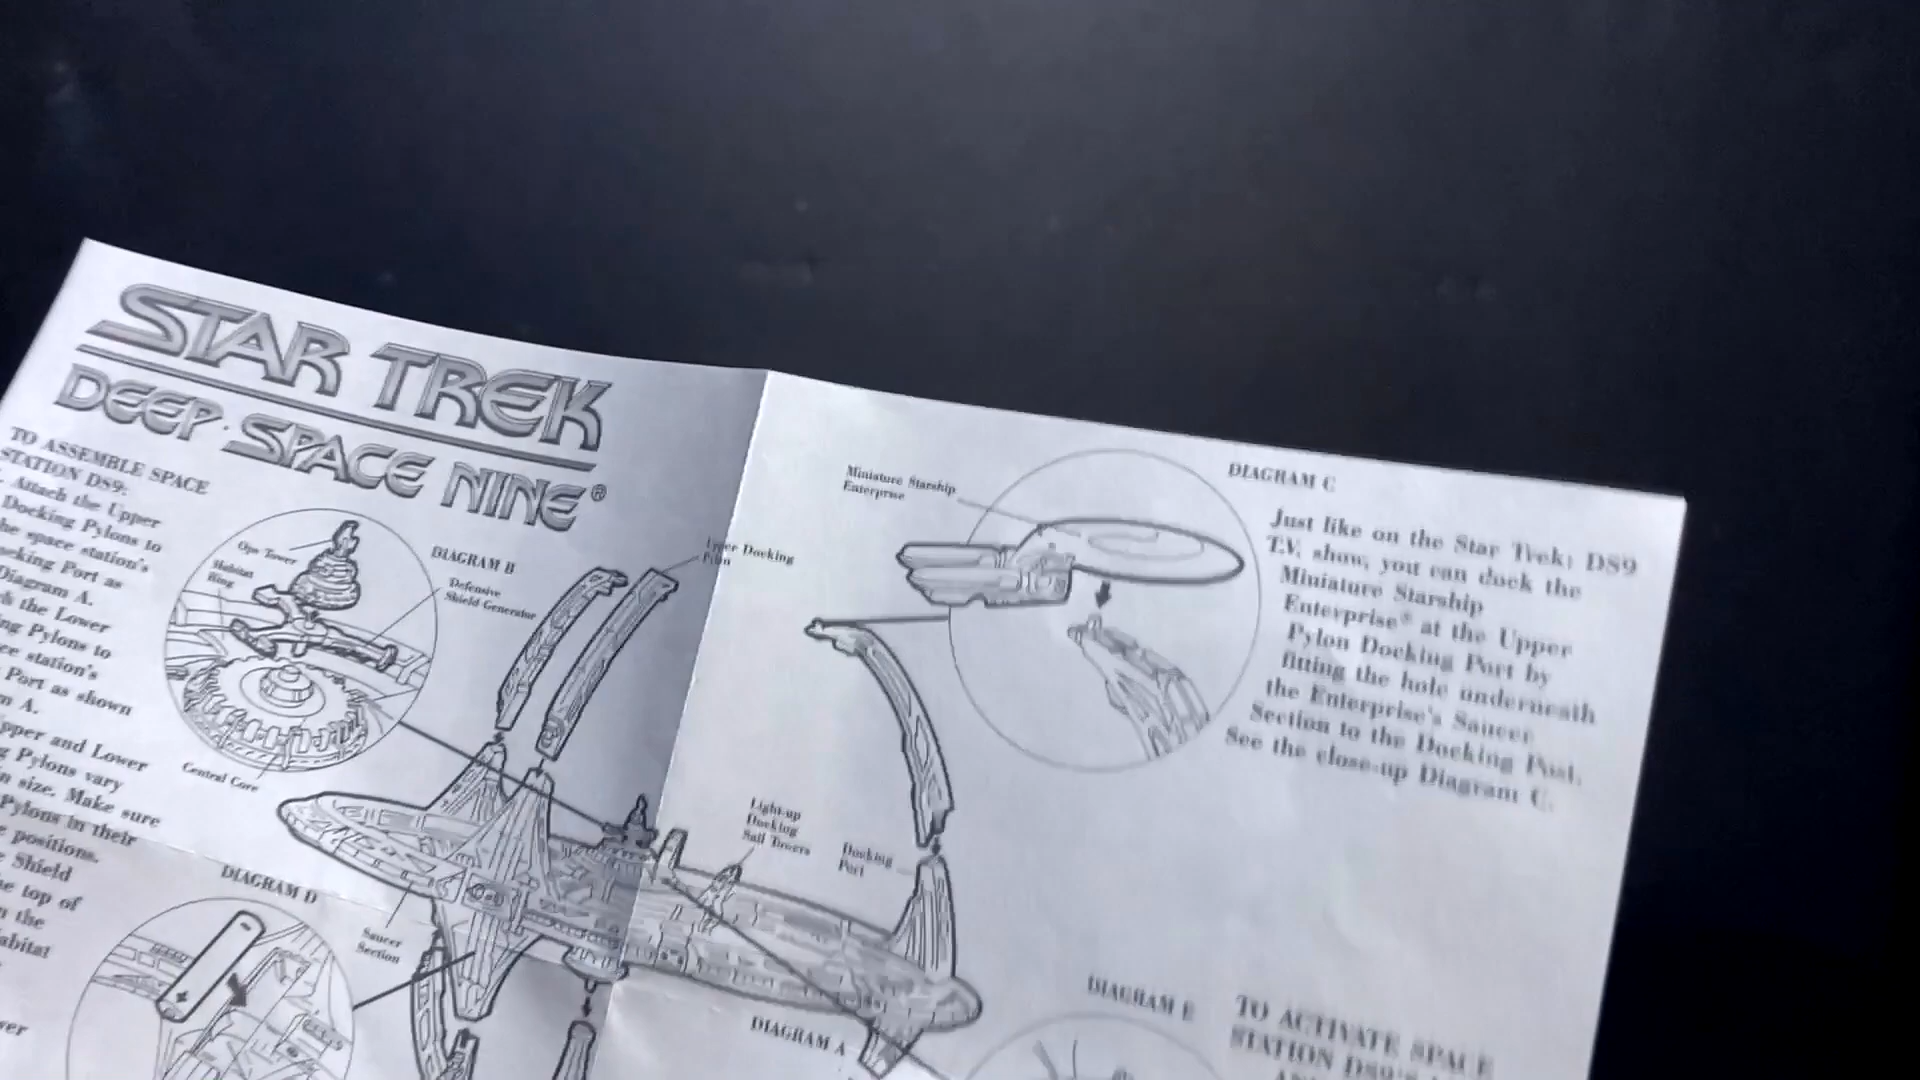 STAR TREK
DEEP SPACE NINE®
TO ASSEMBLE SPACE
STATION DS9:
Attach the Upper
Docking Pylons to
the space station's
Docking Port as
Diagram A.
the Lower
Pylons to
station's
Port as shown
A.
Upper and Lower
Pylons vary
in size. Make sure
Pylons in their
positions.
Shield
top of
the
DIAGRAM B
Ops Tower
Habitat
Ring
Defensive
Shield Generator
Central Core
Upper Docking
Pylon
Miniature Starship
Enterprise
DIAGRAM C
Just like on the Star Trek: DS9
T.V. show, you can dock the
Miniature Starship
Enterprise® at the Upper
Pylon Docking Port by
fitting the hole underneath
the Enterprise's Saucer
Section to the Docking Post.
See the close-up Diagram C.
Light-up
Docking
Sail Towers
Docking
Port
DIAGRAM D
Saucer
Section
DIAGRAM A
DIAGRAM E
TO ACTIVATE SPACE
STATION DS9'S